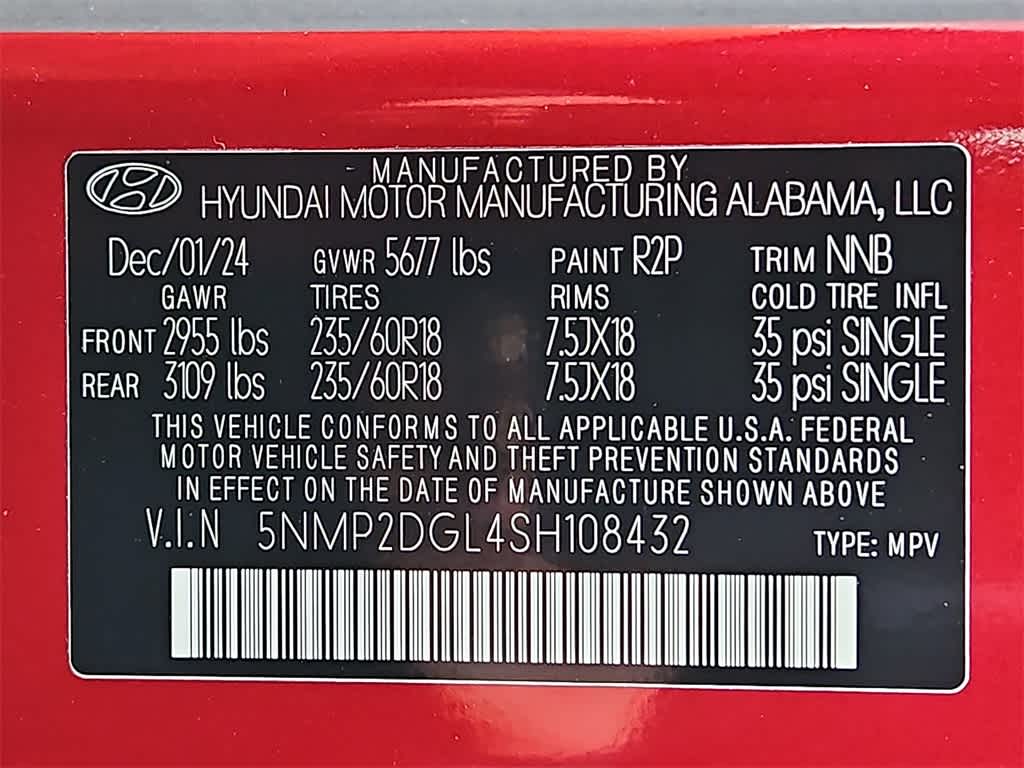 MANUFACTURED BY
HYUNDAI MOTOR MANUFACTURING ALABAMA, LLC
Dec/01/24 GVWR 5677 lbs PAINT R2P TRIM NNB
GAWR TIRES RIMS COLD TIRE INFL
FRONT 2955 lbs 235/60R18 7.5JX18 35 psi SINGLE
REAR 3109 lbs 235/60R18 7.5JX18 35 psi SINGLE
THIS VEHICLE CONFORMS TO ALL APPLICABLE U.S.A. FEDERAL
MOTOR VEHICLE SAFETY AND THEFT PREVENTION STANDARDS
IN EFFECT ON THE DATE OF MANUFACTURE SHOWN ABOVE
V.I.N 5NMP2DGL4SH108432 TYPE: MPV